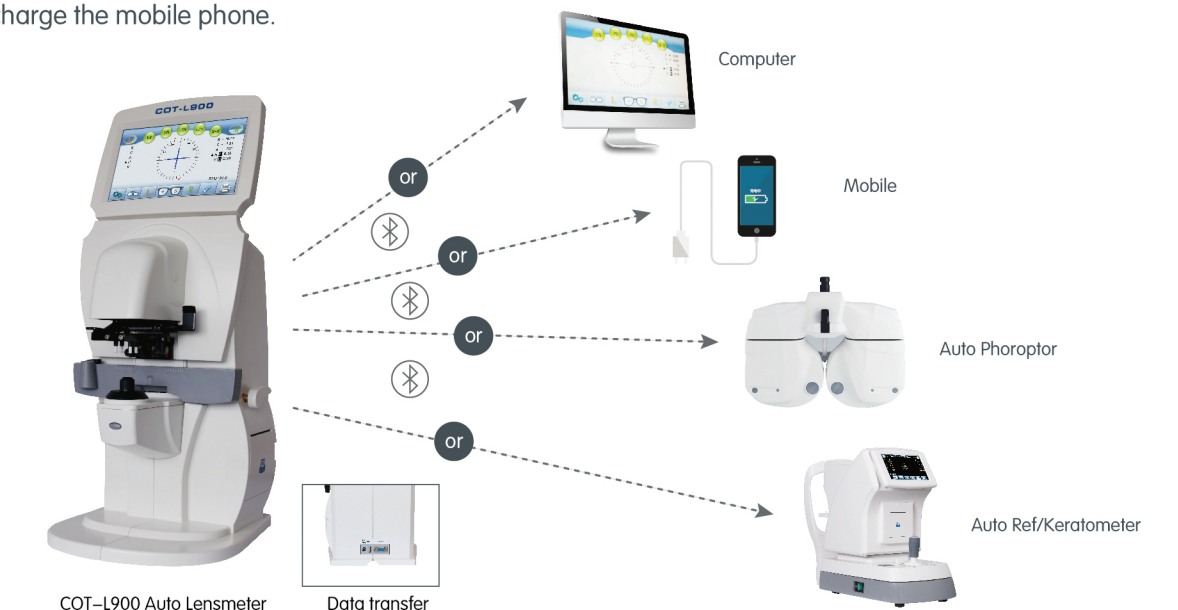 charge the mobile phone.
COT-L900
Computer
or
Mobile
or
or
Auto Phoroptor
or
Auto Ref/Keratometer
COT–L900 Auto Lensmeter
Data transfer